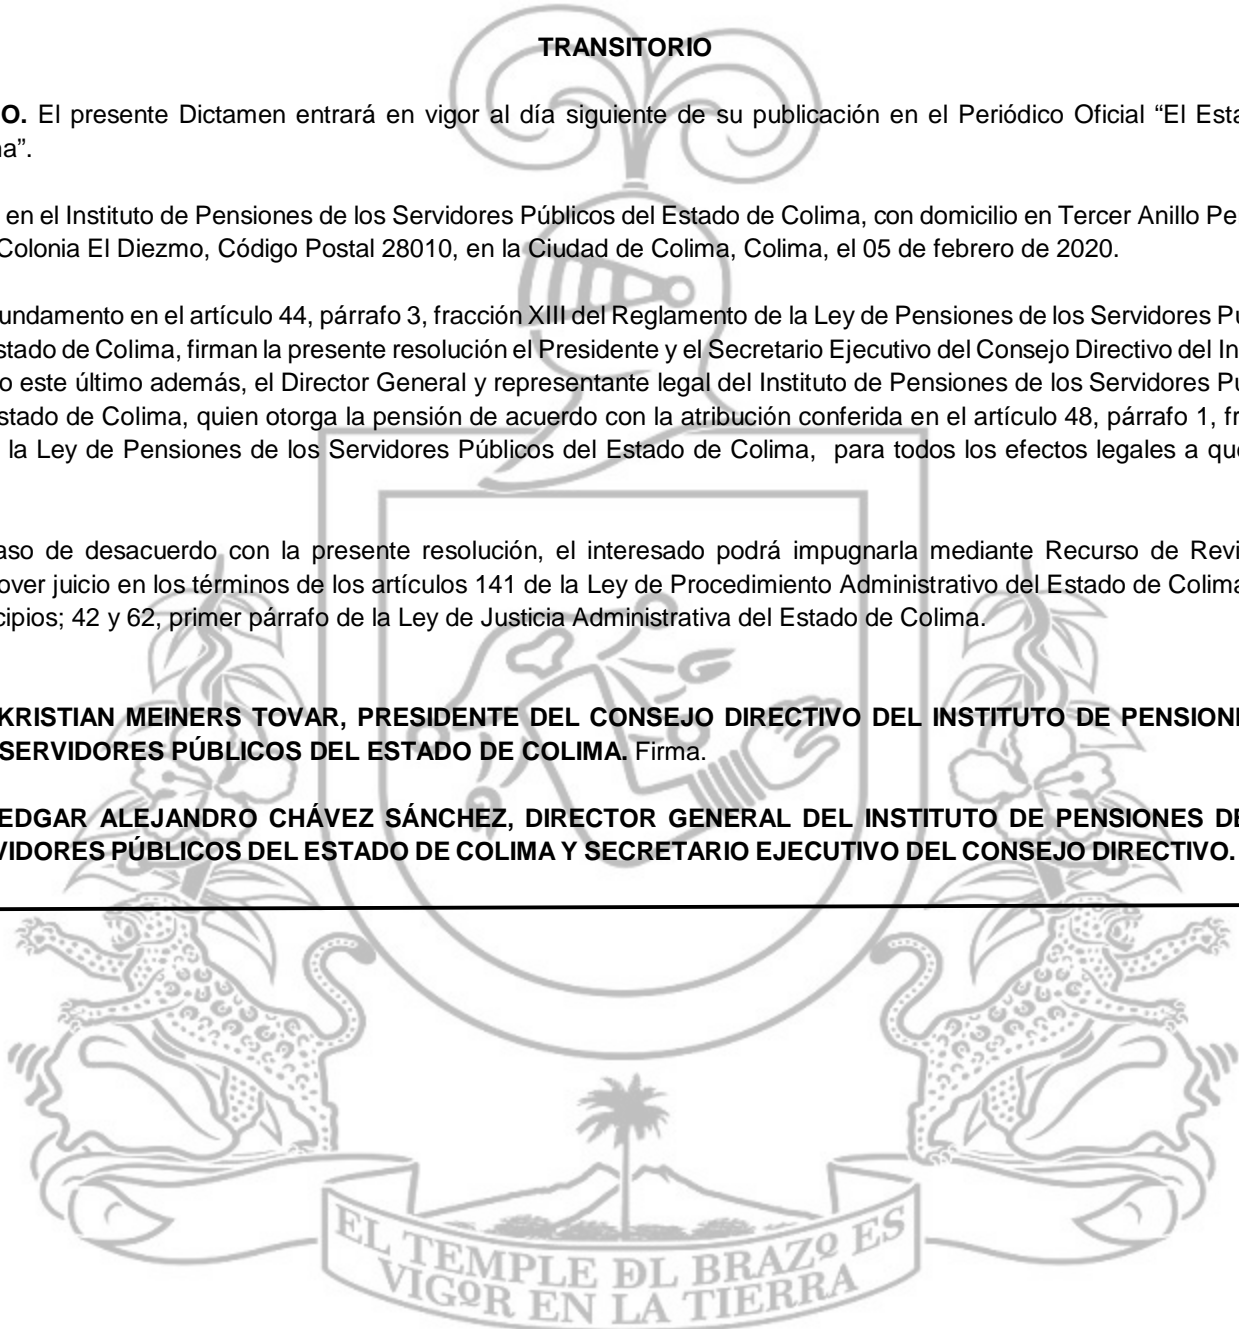 TRANSITORIO
O. El presente Dictamen entrará en vigor al día siguiente de su publicación en el Periódico Oficial “El Esta
a”.
en el Instituto de Pensiones de los Servidores Públicos del Estado de Colima, con domicilio en Tercer Anillo Pe
Colonia El Diezmo, Código Postal 28010, en la Ciudad de Colima, Colima, el 05 de febrero de 2020.
undamento en el artículo 44, párrafo 3, fracción XIII del Reglamento de la Ley de Pensiones de los Servidores Pú
stado de Colima, firman la presente resolución el Presidente y el Secretario Ejecutivo del Consejo Directivo del In
o este último además, el Director General y representante legal del Instituto de Pensiones de los Servidores Pú
stado de Colima, quien otorga la pensión de acuerdo con la atribución conferida en el artículo 48, párrafo 1, fr
la Ley de Pensiones de los Servidores Públicos del Estado de Colima, para todos los efectos legales a que
aso de desacuerdo con la presente resolución, el interesado podrá impugnarla mediante Recurso de Revi
over juicio en los términos de los artículos 141 de la Ley de Procedimiento Administrativo del Estado de Colima
cipios; 42 y 62, primer párrafo de la Ley de Justicia Administrativa del Estado de Colima.
KRISTIAN MEINERS TOVAR, PRESIDENTE DEL CONSEJO DIRECTIVO DEL INSTITUTO DE PENSION
SERVIDORES PÚBLICOS DEL ESTADO DE COLIMA. Firma.
EDGAR ALEJANDRO CHÁVEZ SÁNCHEZ, DIRECTOR GENERAL DEL INSTITUTO DE PENSIONES DE
VIDORES PÚBLICOS DEL ESTADO DE COLIMA Y SECRETARIO EJECUTIVO DEL CONSEJO DIRECTIVO.
EL TEMPLE DL BRAZO ES
VIGOR EN LA TIERRA